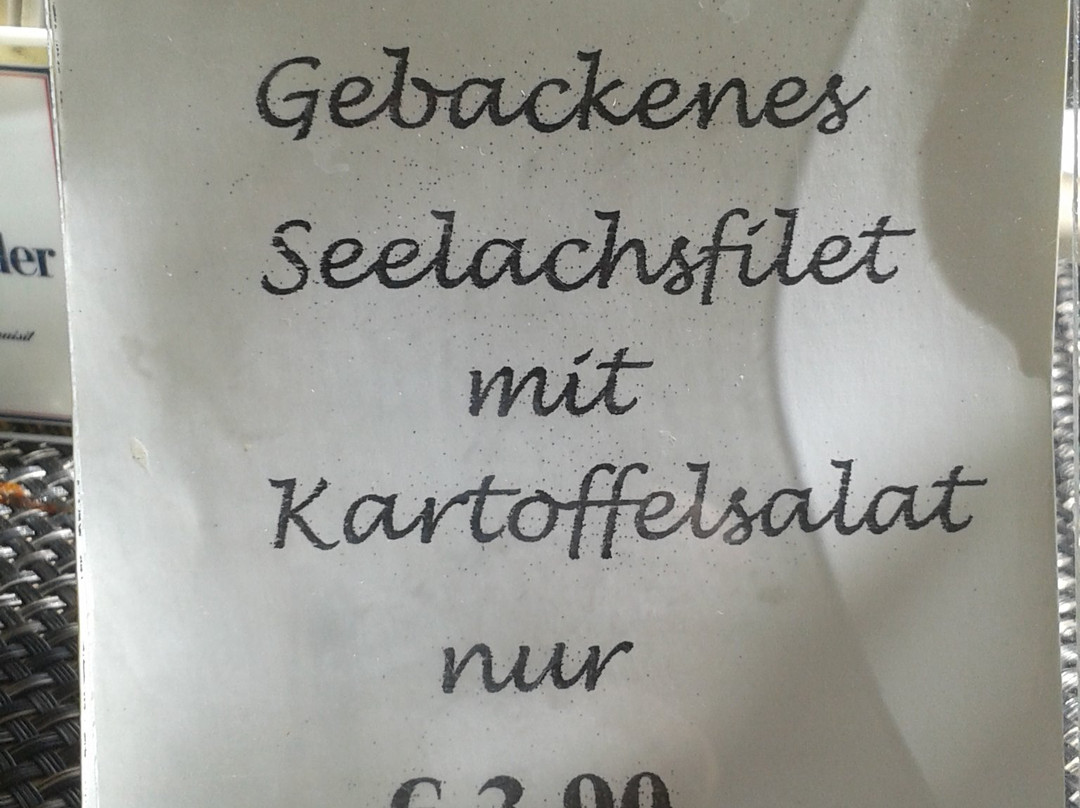 Gebackenes
Seelachsfilet
mit
Kartoffelsalat
nur